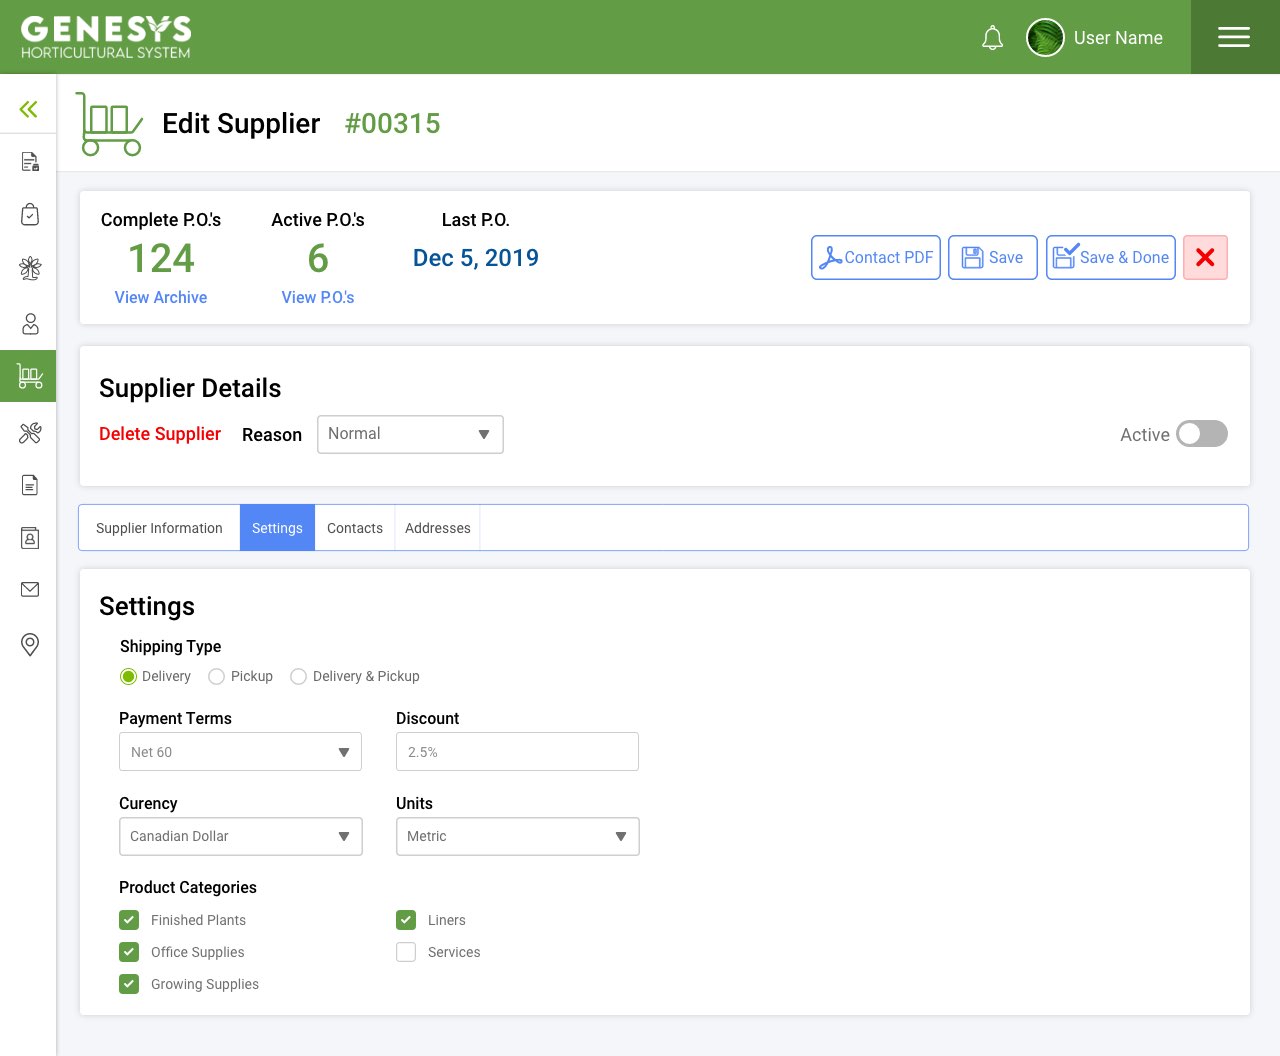 GENESYS
HORTICULTURAL SYSTEM
User Name
Edit Supplier #00315
Complete P.O.'s Active P.O.'s Last P.O.
124 6 Dec 5, 2019
View Archive View P.O.'s
Contact PDF Save Save & Done
Supplier Details
Delete Supplier Reason Normal Active
Supplier Information Settings Contacts Addresses
Settings
Shipping Type
Delivery Pickup Delivery & Pickup
Payment Terms Discount
Net 60 2.5%
Curency Units
Canadian Dollar Metric
Product Categories
Finished Plants Liners
Office Supplies Services
Growing Supplies